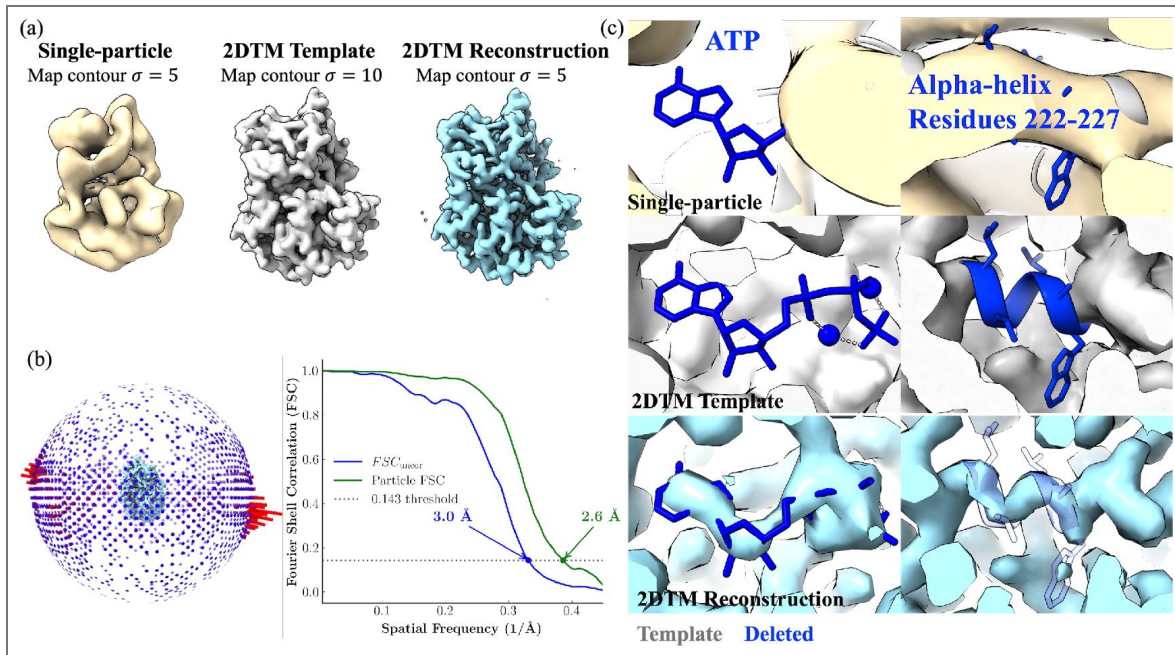 (a)
Single-particle
Map contour σ = 5
2DTM Template
Map contour σ = 10
2DTM Reconstruction
Map contour σ = 5
(b)
Fourier Shell Correlation (FSC)
1.0
0.8
0.6
0.4
0.2
0.0
FSC_uncor
Particle FSC
0.143 threshold
3.0 Å
2.6 Å
0.1
0.2
0.3
0.4
Spatial Frequency (1/Å)
(c)
ATP
Single-particle
Alpha-helix
Residues 222-227
2DTM Template
2DTM Reconstruction
Template
Deleted